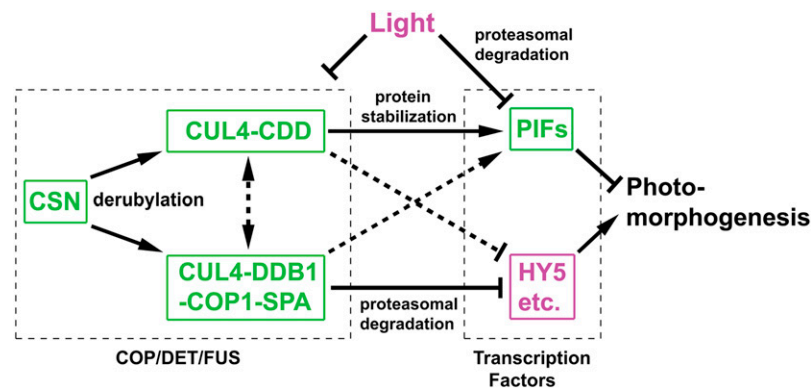 Light
proteasomal
degradation
protein
stabilization
CUL4-CDD
PIFs
CSN
derubylation
Photo-
morphogenesis
CUL4-DDB1
-COP1-SPA
HY5
etc.
proteasomal
degradation
COP/DET/FUS
Transcription
Factors